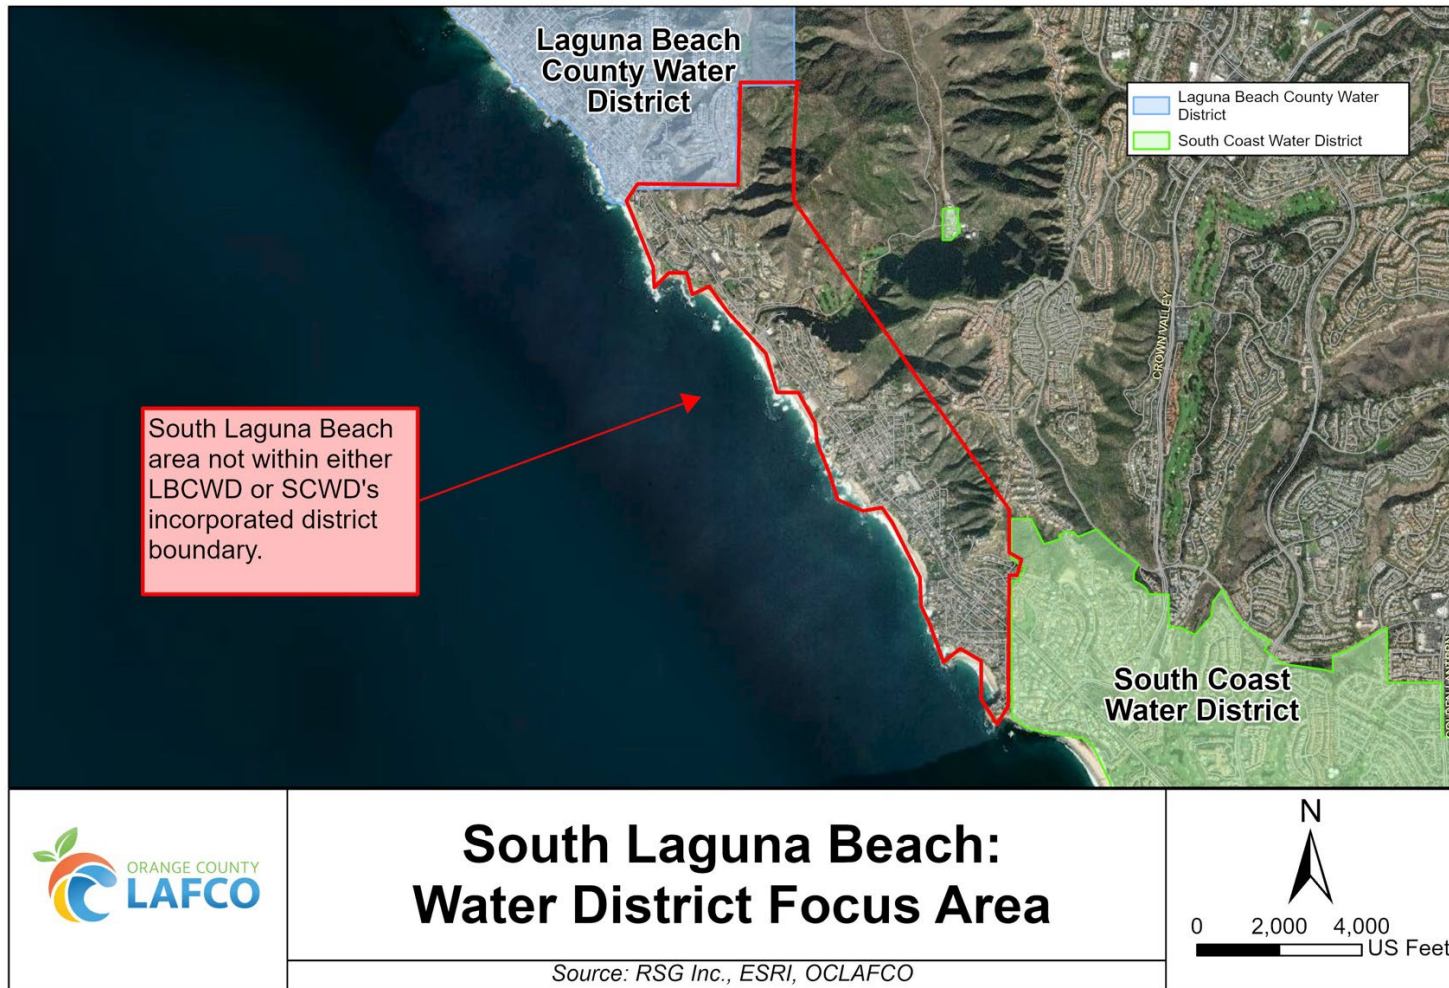 Laguna Beach
County Water
District
Laguna Beach County Water
District
South Coast Water District
CROWN VALLEY
South Laguna Beach
area not within either
LBCWD or SCWD's
incorporated district
boundary.
South Coast
Water District
ORANGE COUNTY
LAFCO
South Laguna Beach:
Water District Focus Area
Source: RSG Inc., ESRI, OCLAFCO
N
0 2,000 4,000
US Feet